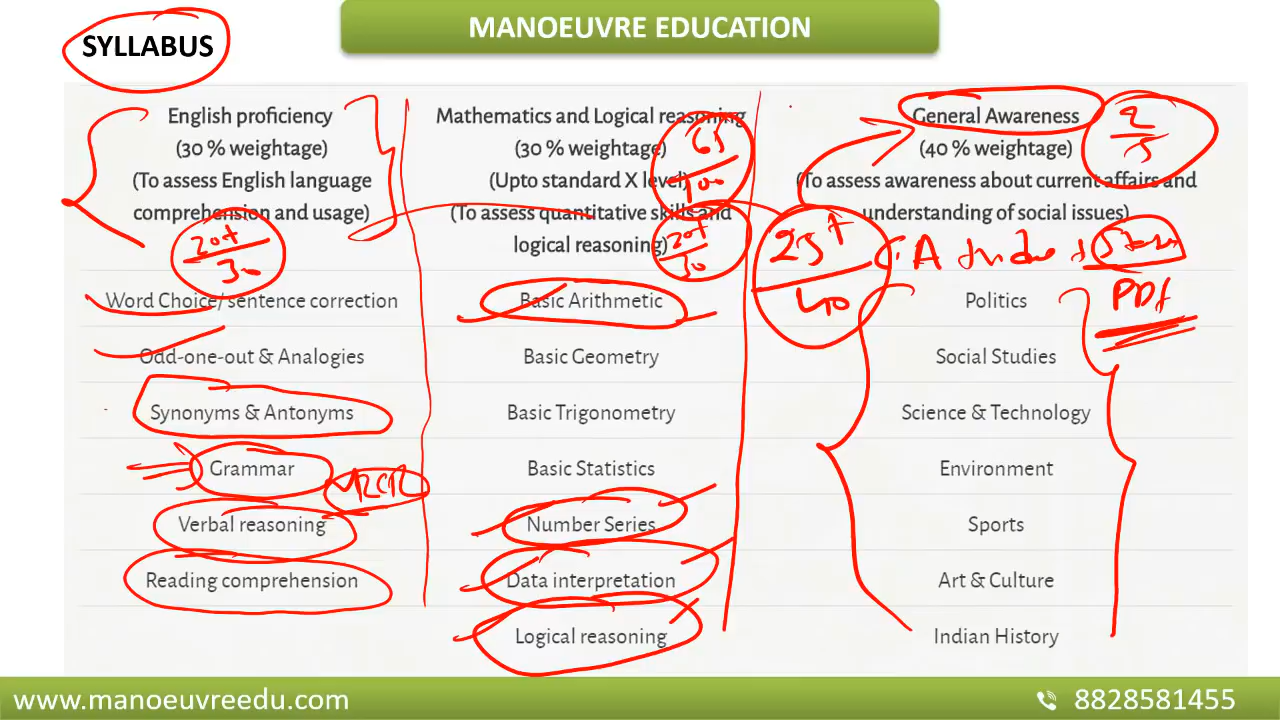 SYLLABUS
MANOEUVRE EDUCATION
English proficiency
(30 % weightage)
(To assess English language
comprehension and usage)
20+
30
Word Choice/ sentence correction
Odd-one-out & Analogies
Synonyms & Antonyms
Grammar
Verbal reasoning
Reading comprehension
Mathematics and Logical reasoning
(30 % weightage)
(Upto standard X level)
(To assess quantitative skills and
logical reasoning)
65
100
20+
30
Basic Arithmetic
Basic Geometry
Basic Trigonometry
Basic Statistics
Number Series
Data interpretation
Logical reasoning
General Awareness
(40 % weightage)
(To assess awareness about current affairs and
understanding of social issues)
2
5
25+
40
PDF
Politics
Social Studies
Science & Technology
Environment
Sports
Art & Culture
Indian History
www.manoeuvreedu.com
8828581455